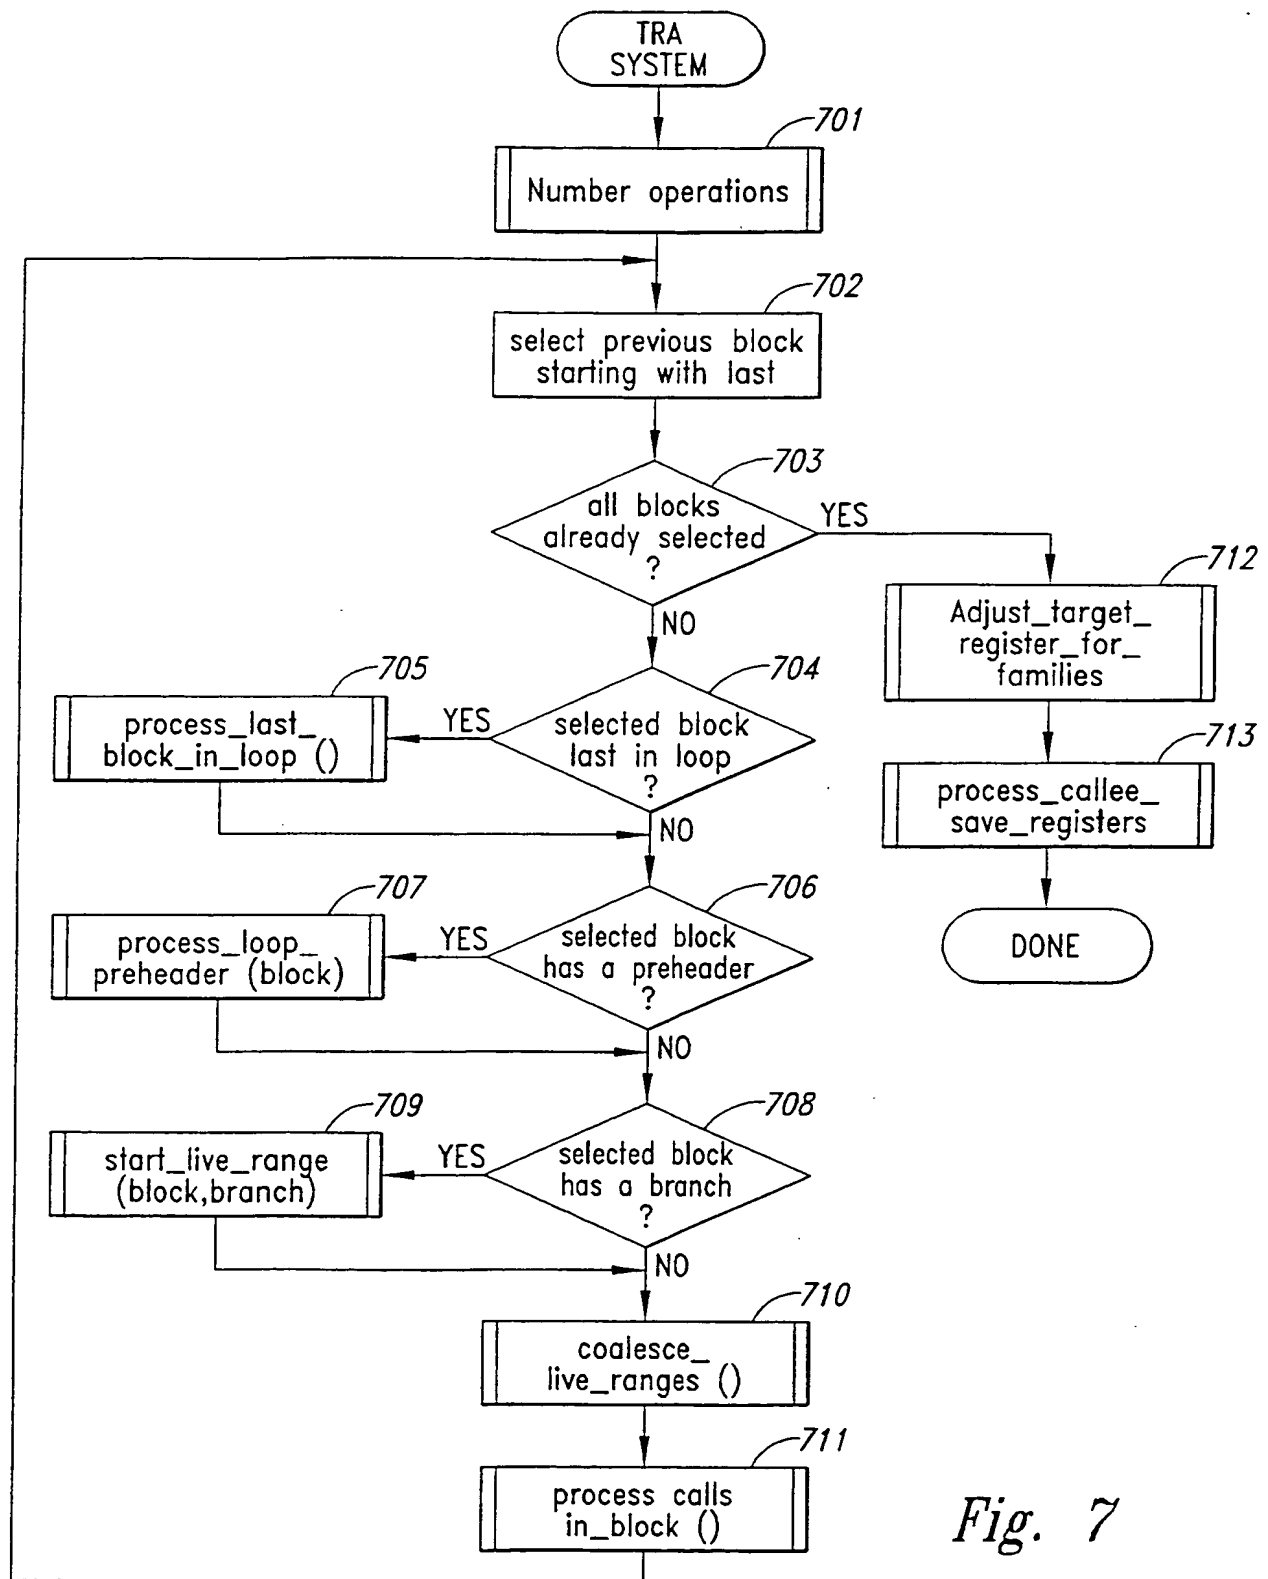 TRA
SYSTEM
701
Number operations
702
select previous block
starting with last
703
all blocks
already selected
?
YES
NO
712
Adjust_target_
register_for_
families
705
process_last_
block_in_loop ()
YES
704
selected block
last in loop
?
NO
713
process_callee_
save_registers
707
process_loop_
preheader (block)
YES
706
selected block
has a preheader
?
NO
DONE
709
start_live_range
(block,branch)
YES
708
selected block
has a branch
?
NO
710
coalesce_
live_ranges ()
711
process calls
in_block ()
Fig. 7